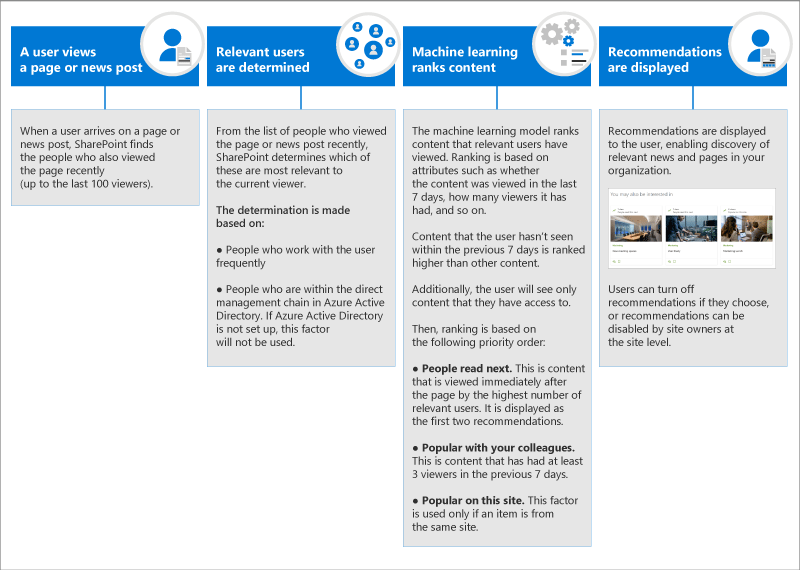 A user views
a page or news post
When a user arrives on a page or
news post, SharePoint finds
the people who also viewed
the page recently
(up to the last 100 viewers).
Relevant users
are determined
From the list of people who viewed
the page or news post recently,
SharePoint determines which of
these are most relevant to
the current viewer.
The determination is made
based on:
● People who work with the user
frequently
● People who are within the direct
management chain in Azure Active
Directory. If Azure Active Directory
is not set up, this factor
will not be used.
Machine learning
ranks content
The machine learning model ranks
content that relevant users have
viewed. Ranking is based on
attributes such as whether
the content was viewed in the last
7 days, how many viewers it has
had, and so on.
Content that the user hasn't seen
within the previous 7 days is ranked
higher than other content.
Additionally, the user will see only
content that they have access to.
Then, ranking is based on
the following priority order:
● People read next. This is content
that is viewed immediately after
the page by the highest number of
relevant users. It is displayed as
the first two recommendations.
● Popular with your colleagues.
This is content that has had at least
3 viewers in the previous 7 days.
● Popular on this site. This factor
is used only if an item is from
the same site.
Recommendations
are displayed
Recommendations are displayed
to the user, enabling discovery of
relevant news and pages in your
organization.
You may also be interested in
Users can turn off
recommendations if they choose,
or recommendations can be
disabled by site owners at
the site level.